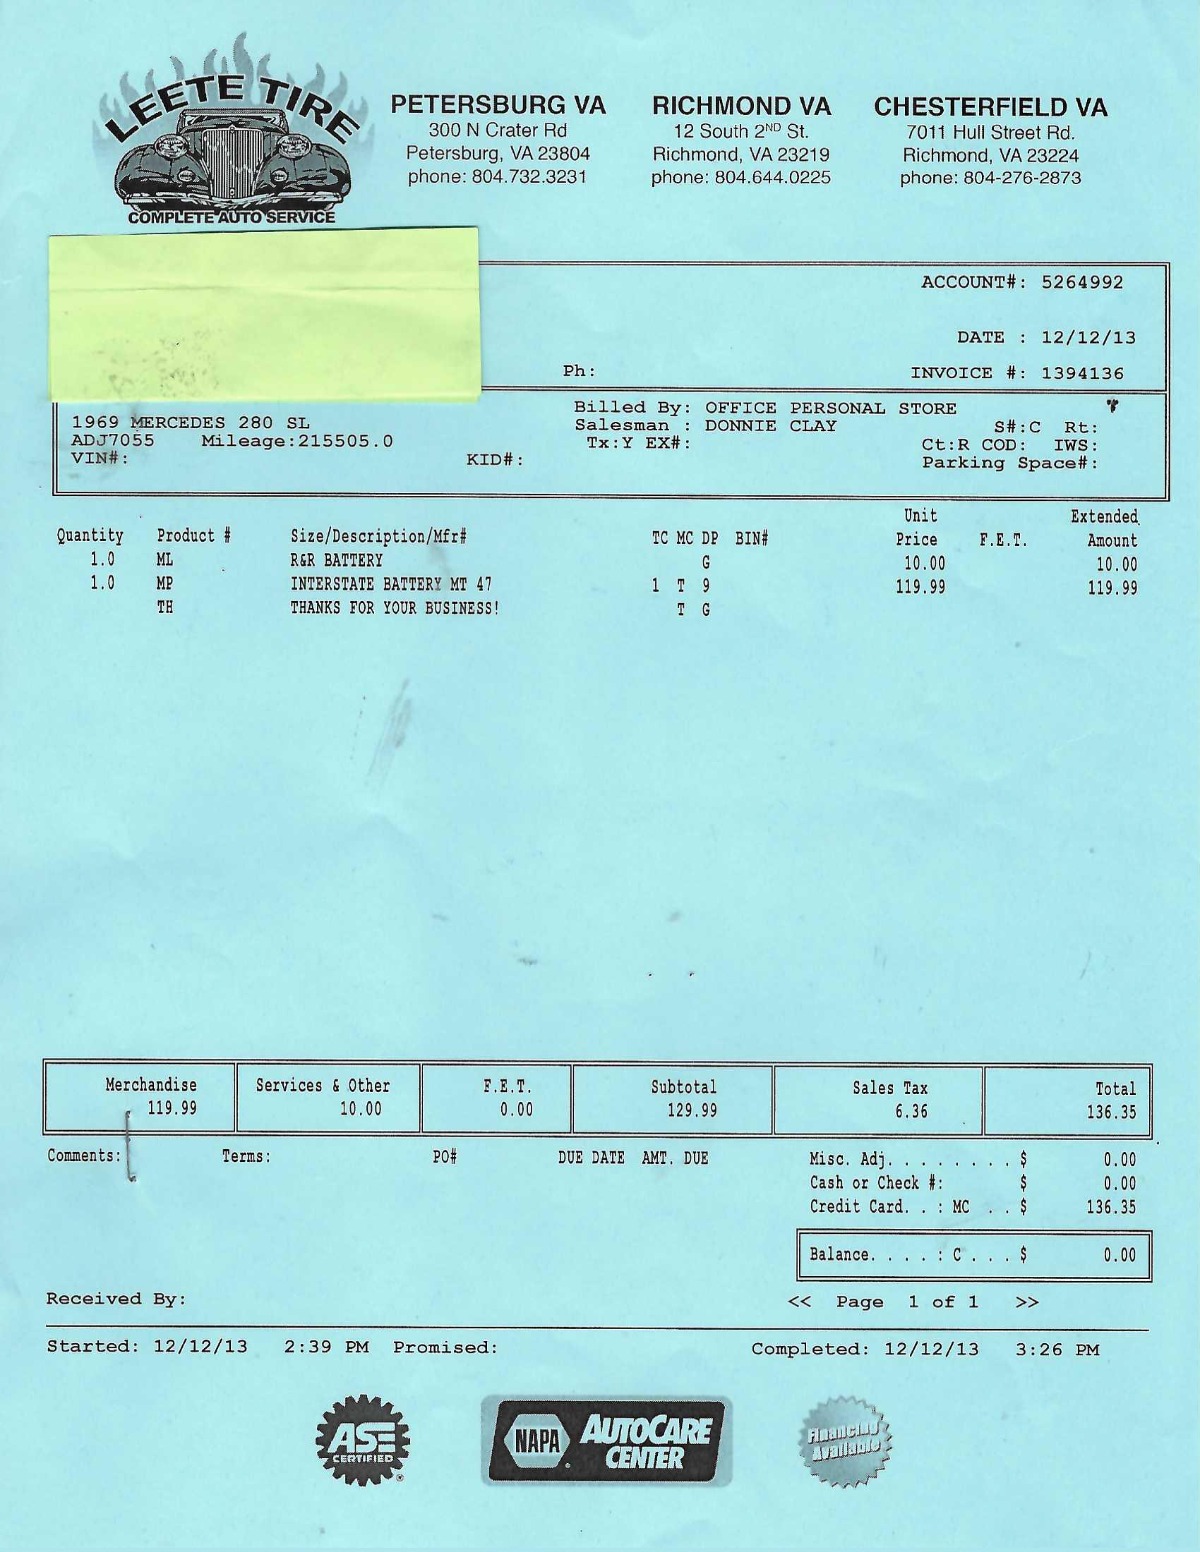 LEETE TIRE
COMPLETE AUTO SERVICE
PETERSBURG VA
300 N Crater Rd
Petersburg, VA 23804
phone: 804.732.3231
RICHMOND VA
12 South 2ND St.
Richmond, VA 23219
phone: 804.644.0225
CHESTERFIELD VA
7011 Hull Street Rd.
Richmond, VA 23224
phone: 804-276-2873
ACCOUNT#: 5264992
DATE : 12/12/13
Ph: INVOICE #: 1394136
Billed By: OFFICE PERSONAL STORE
1969 MERCEDES 280 SL Salesman : DONNIE CLAY S#:C Rt:
ADJ7055 Mileage:215505.0 Tx:Y EX#: Ct:R COD: IWS:
VIN#: KID#: Parking Space#:
Unit Extended
Quantity Product # Size/Description/Mfr# TC MC DP BIN# Price F.E.T. Amount
1.0 ML R&R BATTERY G 10.00 10.00
1.0 MP INTERSTATE BATTERY MT 47 1 T 9 119.99 119.99
TH THANKS FOR YOUR BUSINESS! T G
Merchandise Services & Other F.E.T. Subtotal Sales Tax Total
119.99 10.00 0.00 129.99 6.36 136.35
Comments: Terms: PO# DUE DATE AMT. DUE Misc. Adj. . . . . . . . $ 0.00
Cash or Check #: $ 0.00
Credit Card. . : MC . . $ 136.35
Balance. . . . : C . . . $ 0.00
Received By: << Page 1 of 1 >>
Started: 12/12/13 2:39 PM Promised: Completed: 12/12/13 3:26 PM
ASE
CERTIFIED
NAPA
AUTOCARE
CENTER
Financing
Available